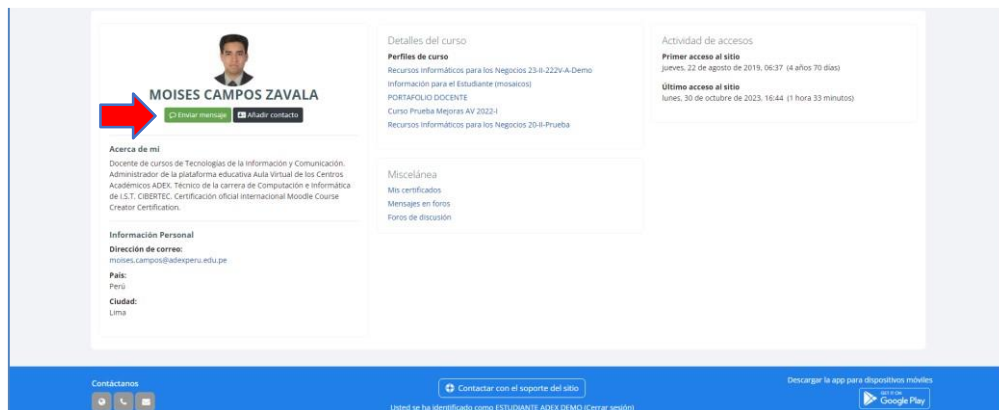 MOISES CAMPOS ZAVALA
Enviar mensaje
Añadir contacto
Acerca de mí
Docente de cursos de Tecnologías de la Información y Comunicación.
Administrador de la plataforma educativa Aula Virtual de los Centros
Académicos ADEX. Técnico de la carrera de Computación e Informática
de I.S.T. CIBERTEC. Certificación oficial internacional Moodle Course
Creator Certification.
Información Personal
Dirección de correo:
moises.campos@adexperu.edu.pe
País:
Perú
Ciudad:
Lima
Detalles del curso
Perfiles de curso
Recursos Informáticos para los Negocios 23-II-222V-A-Demo
Información para el Estudiante (mosaicos)
PORTAFOLIO DOCENTE
Curso Prueba Mejoras AV 2022-I
Recursos Informáticos para los Negocios 20-II-Prueba
Miscelánea
Mis certificados
Mensajes en foros
Foros de discusión
Actividad de accesos
Primer acceso al sitio
jueves, 22 de agosto de 2019, 06:37 (4 años 70 días)
Último acceso al sitio
lunes, 30 de octubre de 2023, 16:44 (1 hora 33 minutos)
Contáctanos
Contactar con el soporte del sitio
Usted se ha identificado como ESTUDIANTE ADEX DEMO (Cerrar sesión)
Descargar la app para dispositivos móviles
GET IT ON
Google Play